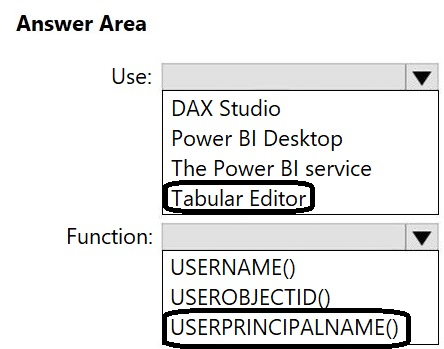 Answer Area
Use:
DAX Studio
Power BI Desktop
The Power BI service
Tabular Editor
Function:
USERNAME()
USEROBJECTID()
USERPRINCIPALNAME()